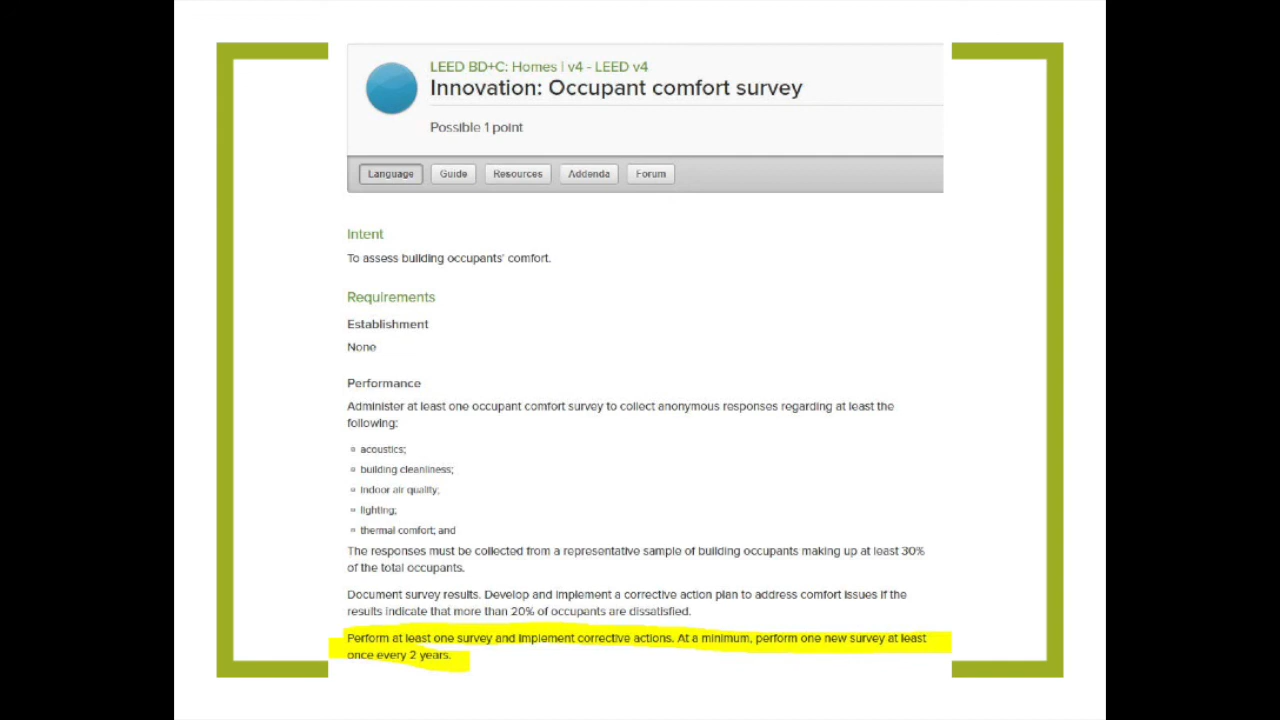 LEED BD+C: Homes | v4 - LEED v4
Innovation: Occupant comfort survey
Possible 1 point
Language Guide Resources Addenda Forum
Intent
To assess building occupants' comfort.
Requirements
Establishment
None
Performance
Administer at least one occupant comfort survey to collect anonymous responses regarding at least the
following:
acoustics;
building cleanliness;
indoor air quality;
lighting;
thermal comfort; and
The responses must be collected from a representative sample of building occupants making up at least 30%
of the total occupants.
Document survey results. Develop and implement a corrective action plan to address comfort issues if the
results indicate that more than 20% of occupants are dissatisfied.
Perform at least one survey and implement corrective actions. At a minimum, perform one new survey at least
once every 2 years.